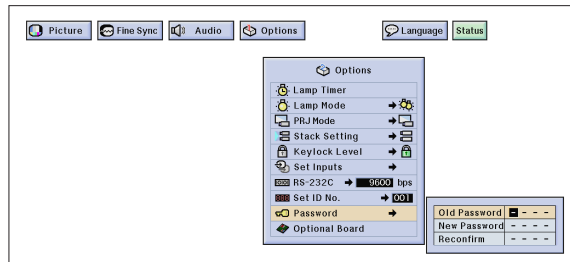 Picture Fine Sync Audio Options Language Status
Options
Lamp Timer
Lamp Mode
PRJ Mode
Stack Setting
Keylock Level
Set Inputs
RS-232C 9600 bps
Set ID No. 001
Password
Optional Board
Old Password - - - -
New Password - - - -
Reconfirm - - - -